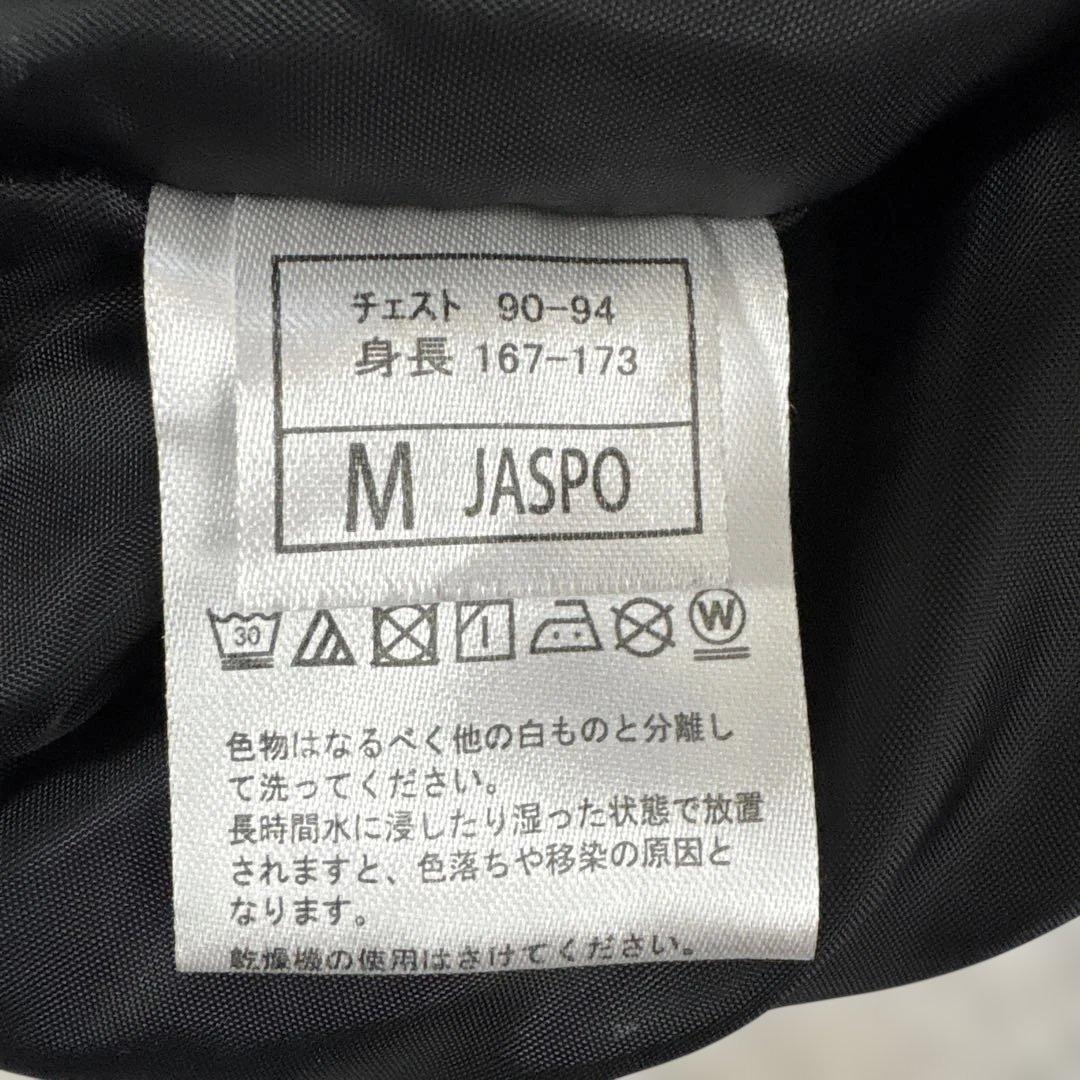 チェスト 90-94
身長 167-173
M JASPO
30 W
色物はなるべく他の白ものと分離し
て洗ってください。
長時間水に浸したり湿った状態で放置
されますと、色落ちや移染の原因と
なります。
乾燥機の使用はさけてください。